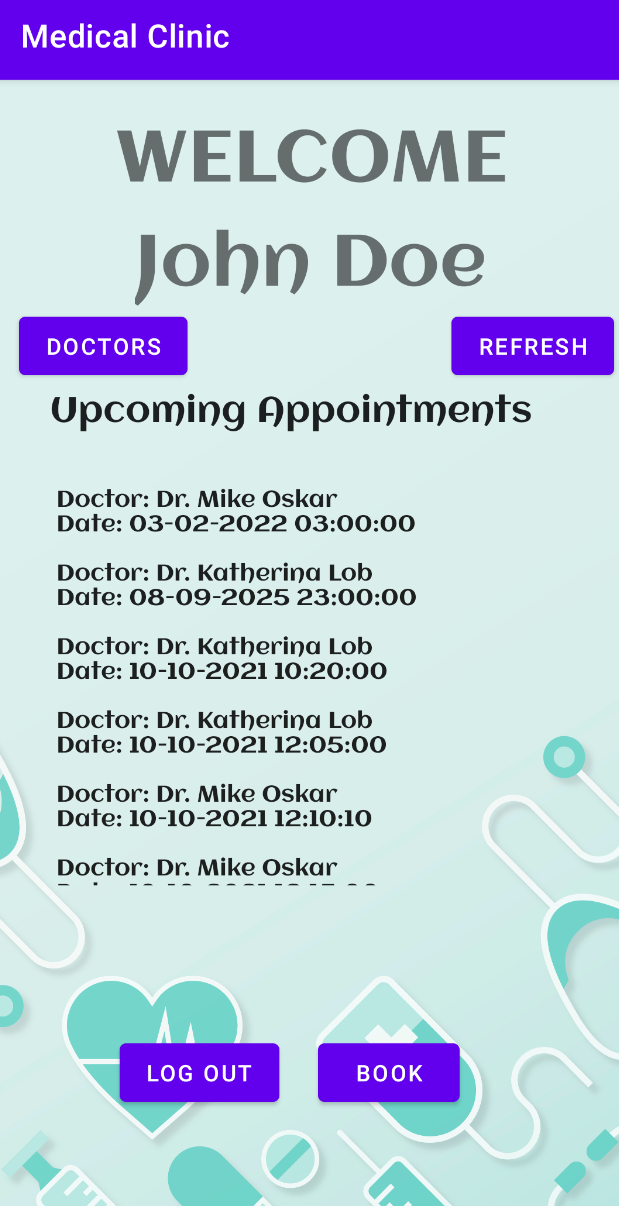 Medical Clinic
WELCOME
John Doe
DOCTORS
REFRESH
Upcoming Appointments
Doctor: Dr. Mike Oskar
Date: 03-02-2022 03:00:00
Doctor: Dr. Katherina Lob
Date: 08-09-2025 23:00:00
Doctor: Dr. Katherina Lob
Date: 10-10-2021 10:20:00
Doctor: Dr. Katherina Lob
Date: 10-10-2021 12:05:00
Doctor: Dr. Mike Oskar
Date: 10-10-2021 12:10:10
Doctor: Dr. Mike Oskar
LOG OUT
BOOK